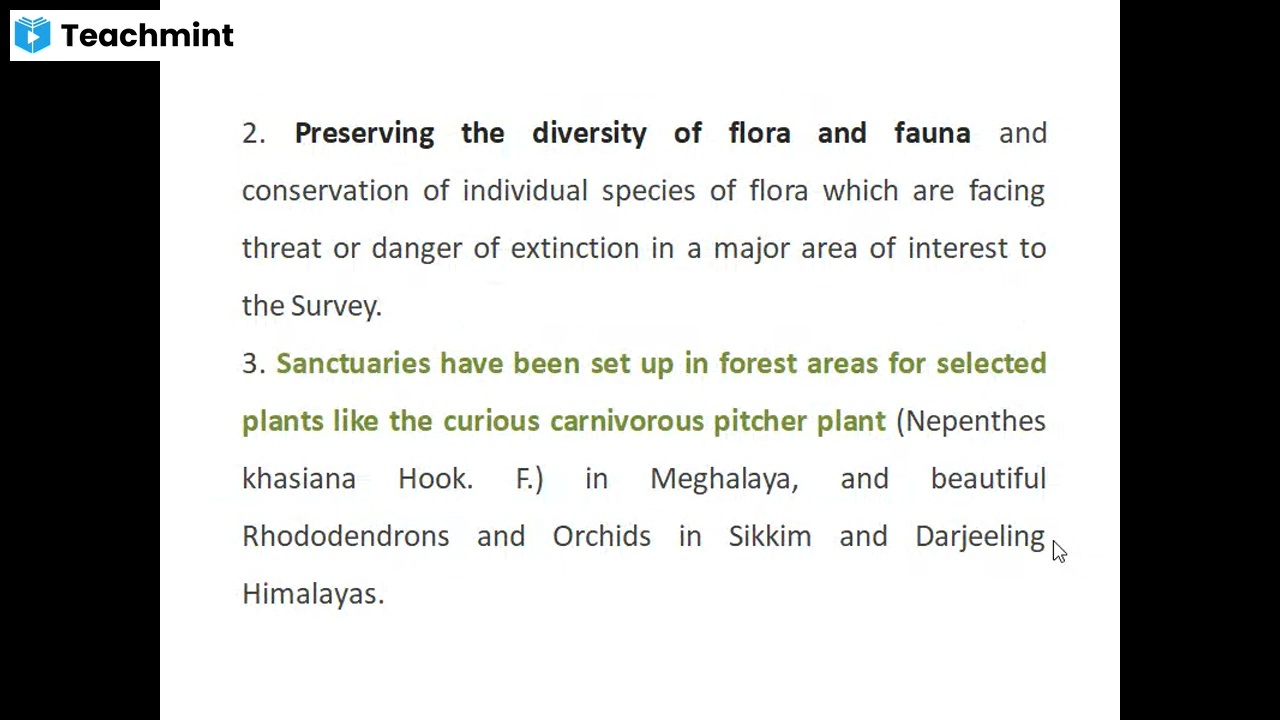 Teachmint
2. Preserving the diversity of flora and fauna and
conservation of individual species of flora which are facing
threat or danger of extinction in a major area of interest to
the Survey.
3. Sanctuaries have been set up in forest areas for selected
plants like the curious carnivorous pitcher plant (Nepenthes
khasiana Hook. F.) in Meghalaya, and beautiful
Rhododendrons and Orchids in Sikkim and Darjeeling
Himalayas.